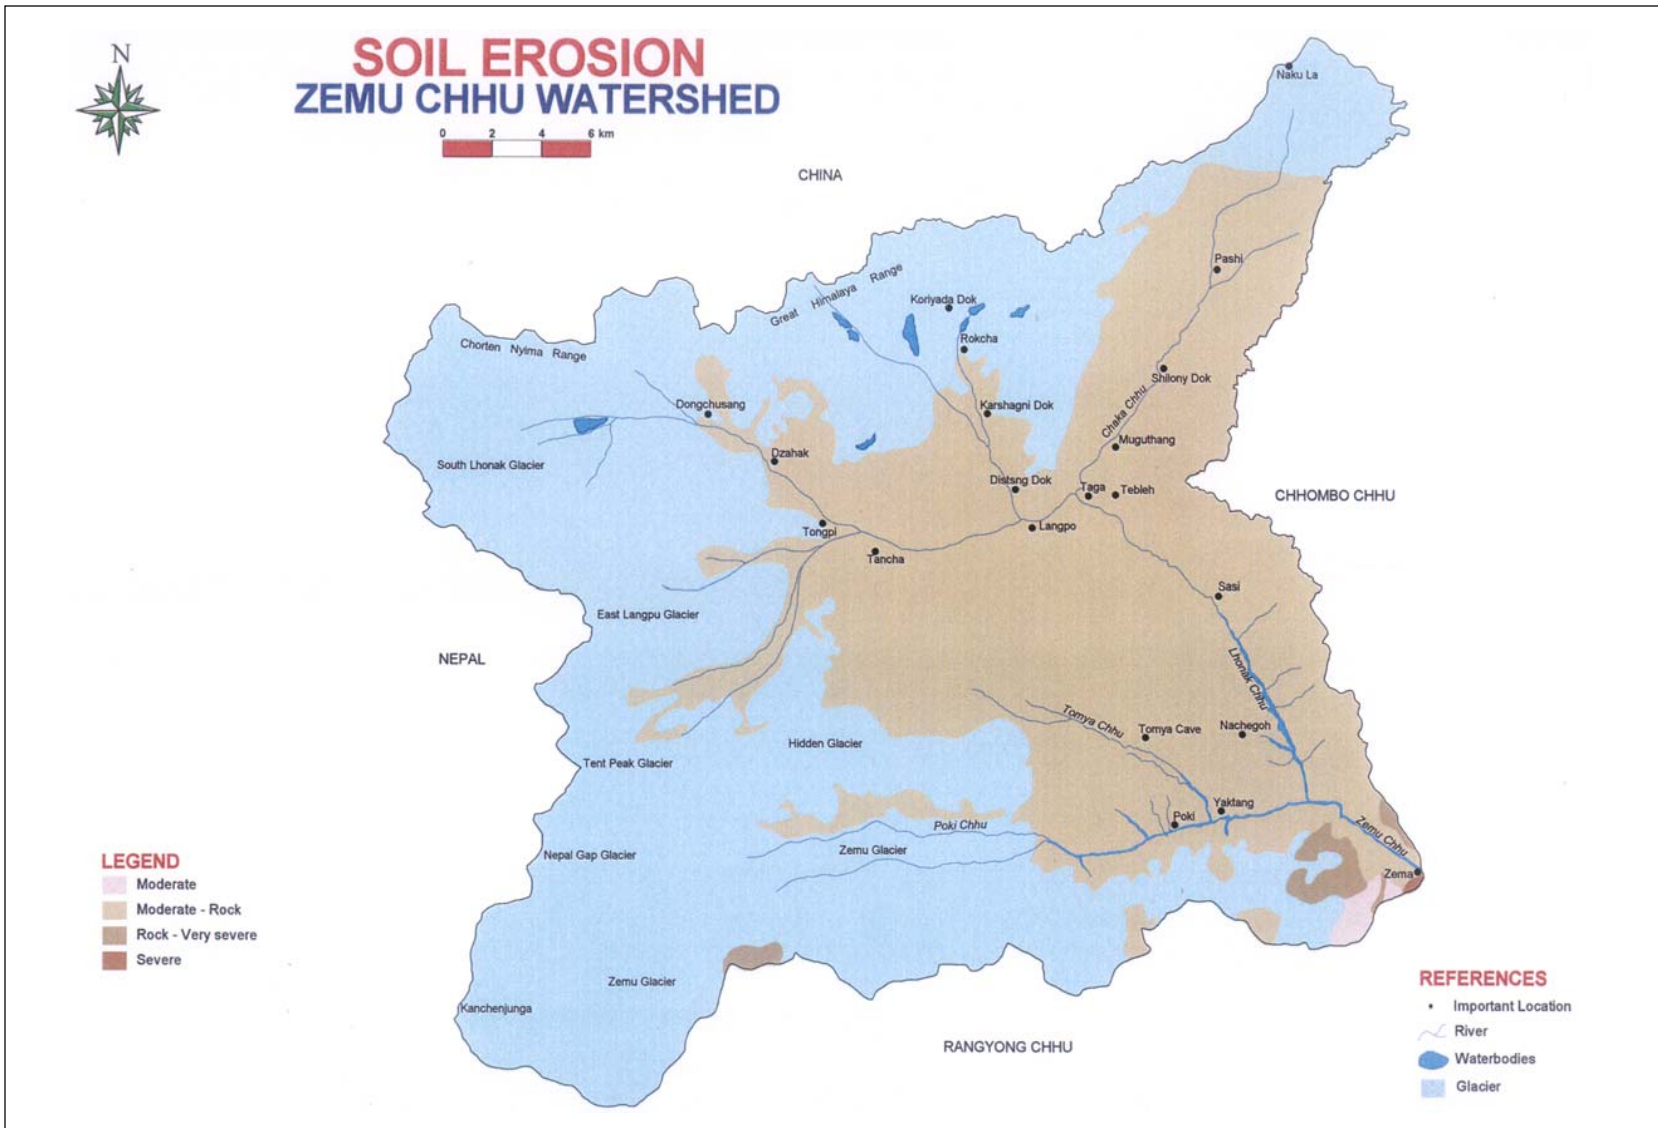 N
SOIL EROSION
ZEMU CHHU WATERSHED
0 2 4 6 km
Naku La
CHINA
Pashi
Great Himalaya Range
Koriyada Dok
Rokcha
Chorten Nyima Range
Shilony Dok
Dongchusang
Karshagni Dok
Chaka Chhu
Muguthang
Dzahak
South Lhonak Glacier
Distsng Dok
Taga
Tebleh
CHHOMBO CHHU
Tongpi
Langpo
Tancha
Sasi
East Langpu Glacier
NEPAL
Lhonak Chhu
Tomya Chhu
Tomya Cave
Nachegoh
Hidden Glacier
Tent Peak Glacier
Yaktang
Poki
Poki Chhu
Zemu Chhu
Zemu Glacier
Nepal Gap Glacier
Zema
LEGEND
Moderate
Moderate - Rock
Rock - Very severe
Severe
Zemu Glacier
Kanchenjunga
RANGYONG CHHU
REFERENCES
Important Location
River
Waterbodies
Glacier